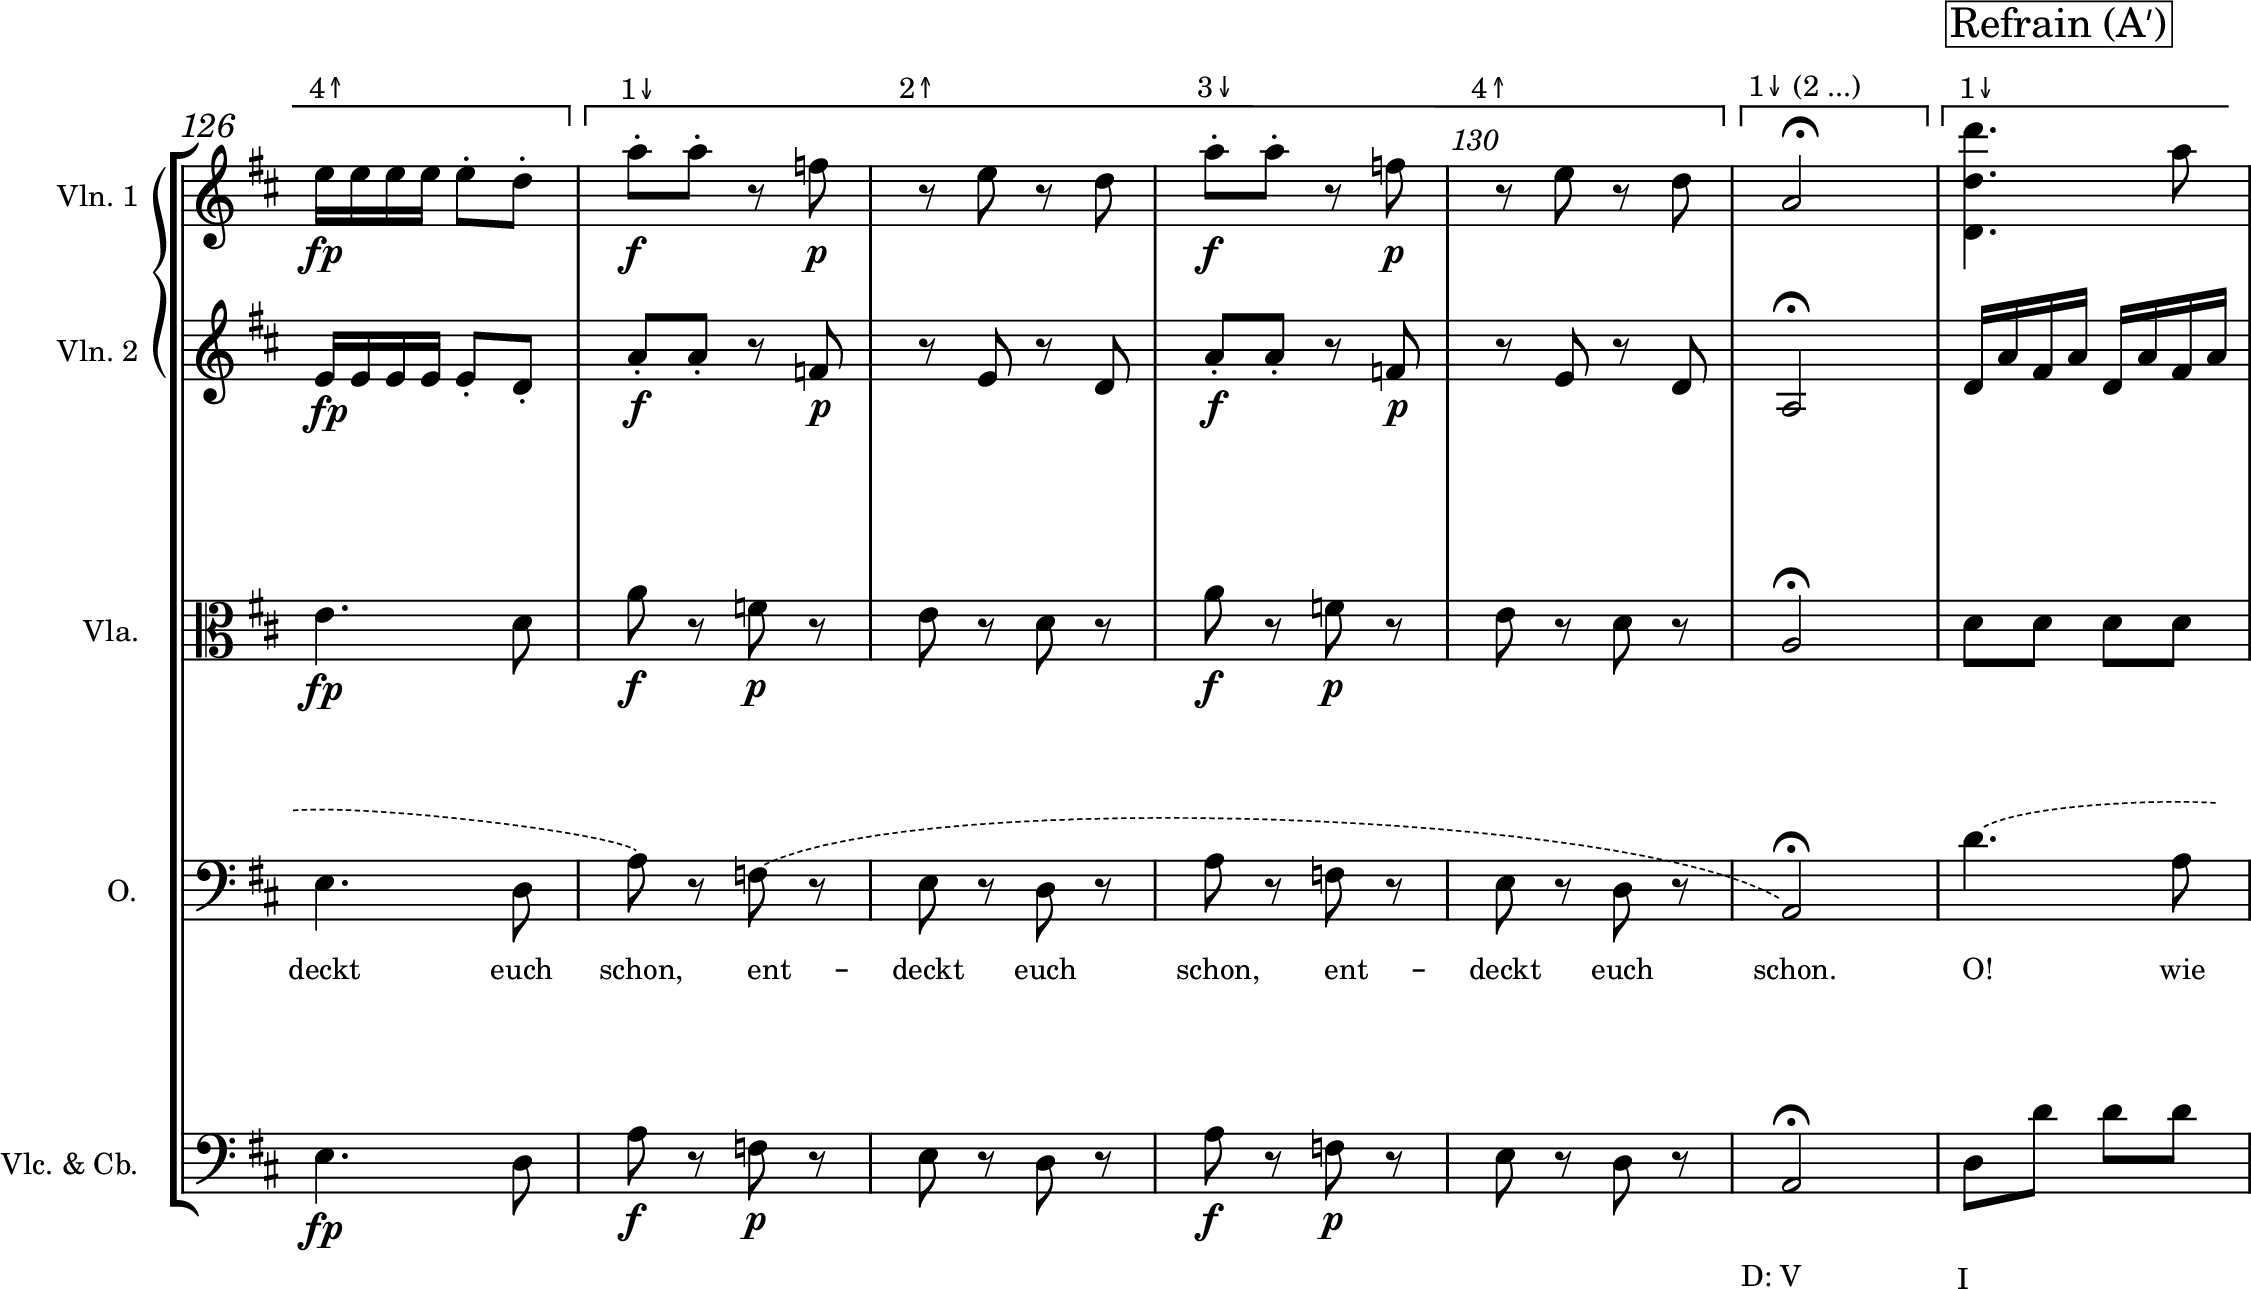 Refrain (A′)
4↑ 1↓ 2↑ 3↓ 4↑ 1↓ (2 ...) 1↓
126 130
Vln. 1
fp f p f p
Vln. 2
fp f p f p
Vla.
fp f p f p
O.
deckt euch schon, ent – deckt euch schon, ent – deckt euch schon. O! wie
Vlc. & Cb.
fp f p f p
D: V I